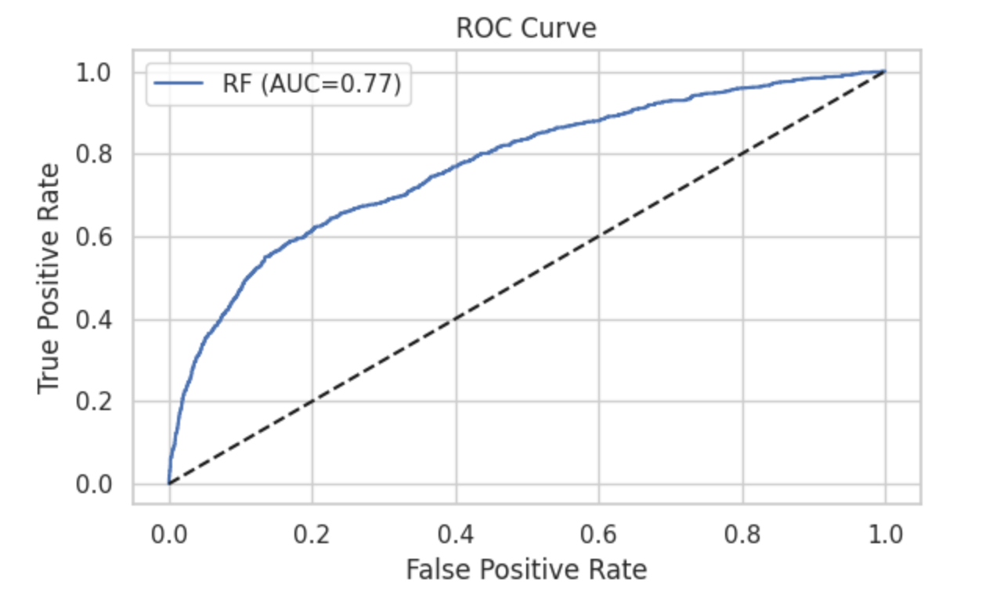 ROC Curve
RF (AUC=0.77)
1.0
0.8
0.6
0.4
0.2
0.0
True Positive Rate
0.0 0.2 0.4 0.6 0.8 1.0
False Positive Rate